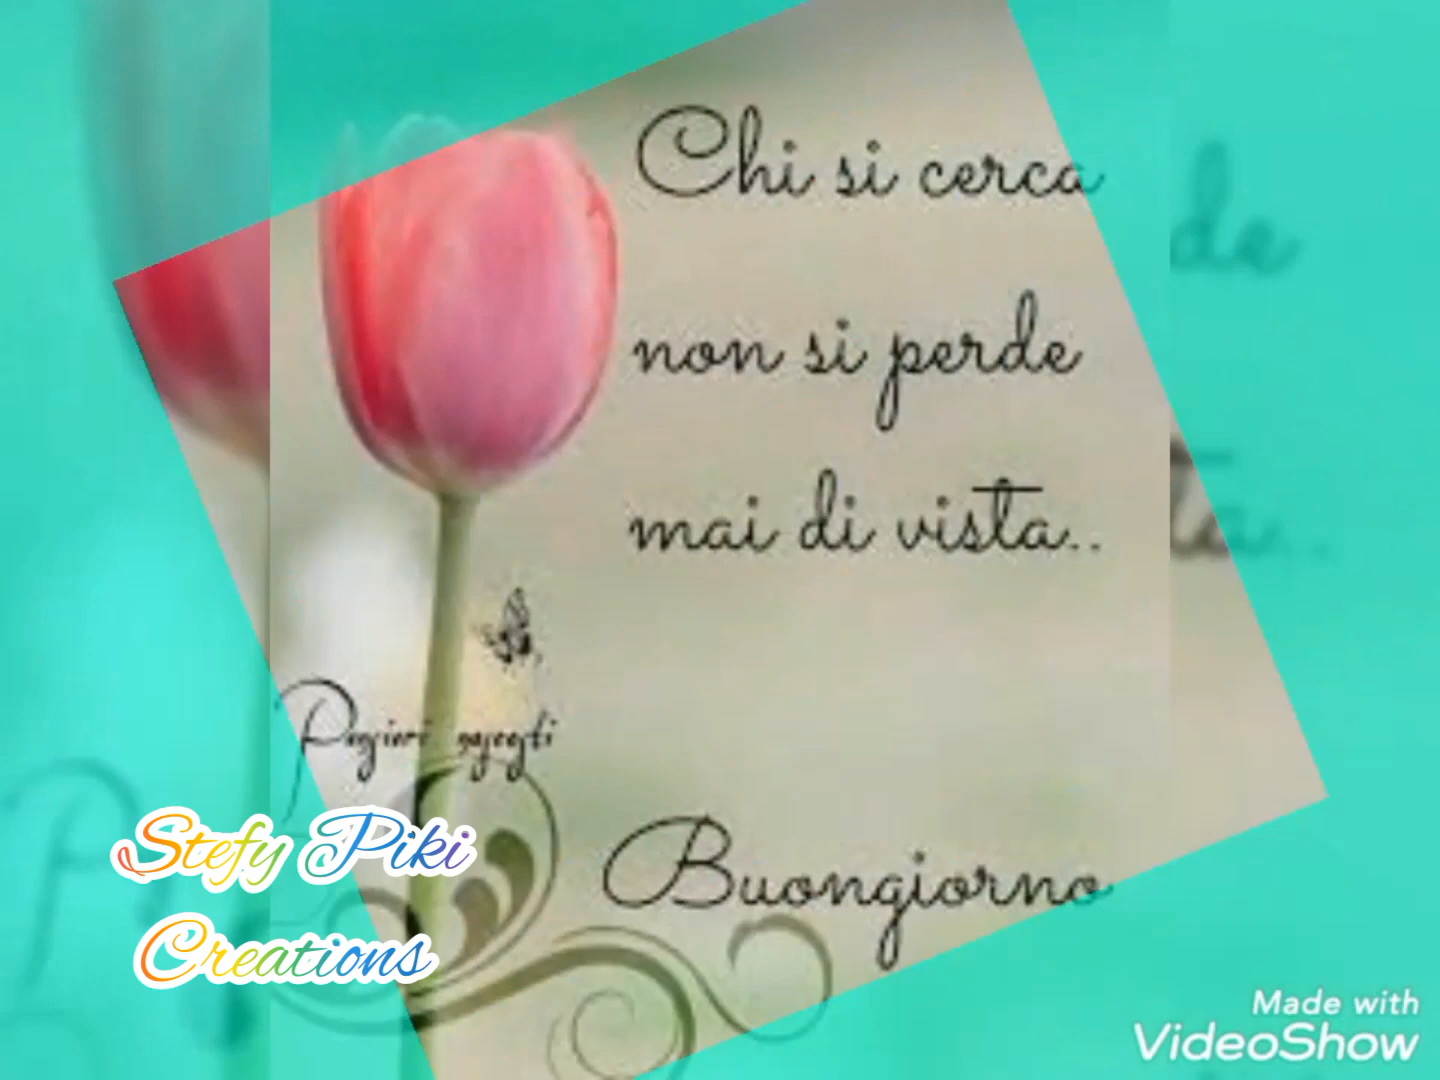 Chi si cerca
non si perde
mai di vista..
Buongiorno
Stefy Piki
Creations
Made with
VideoShow